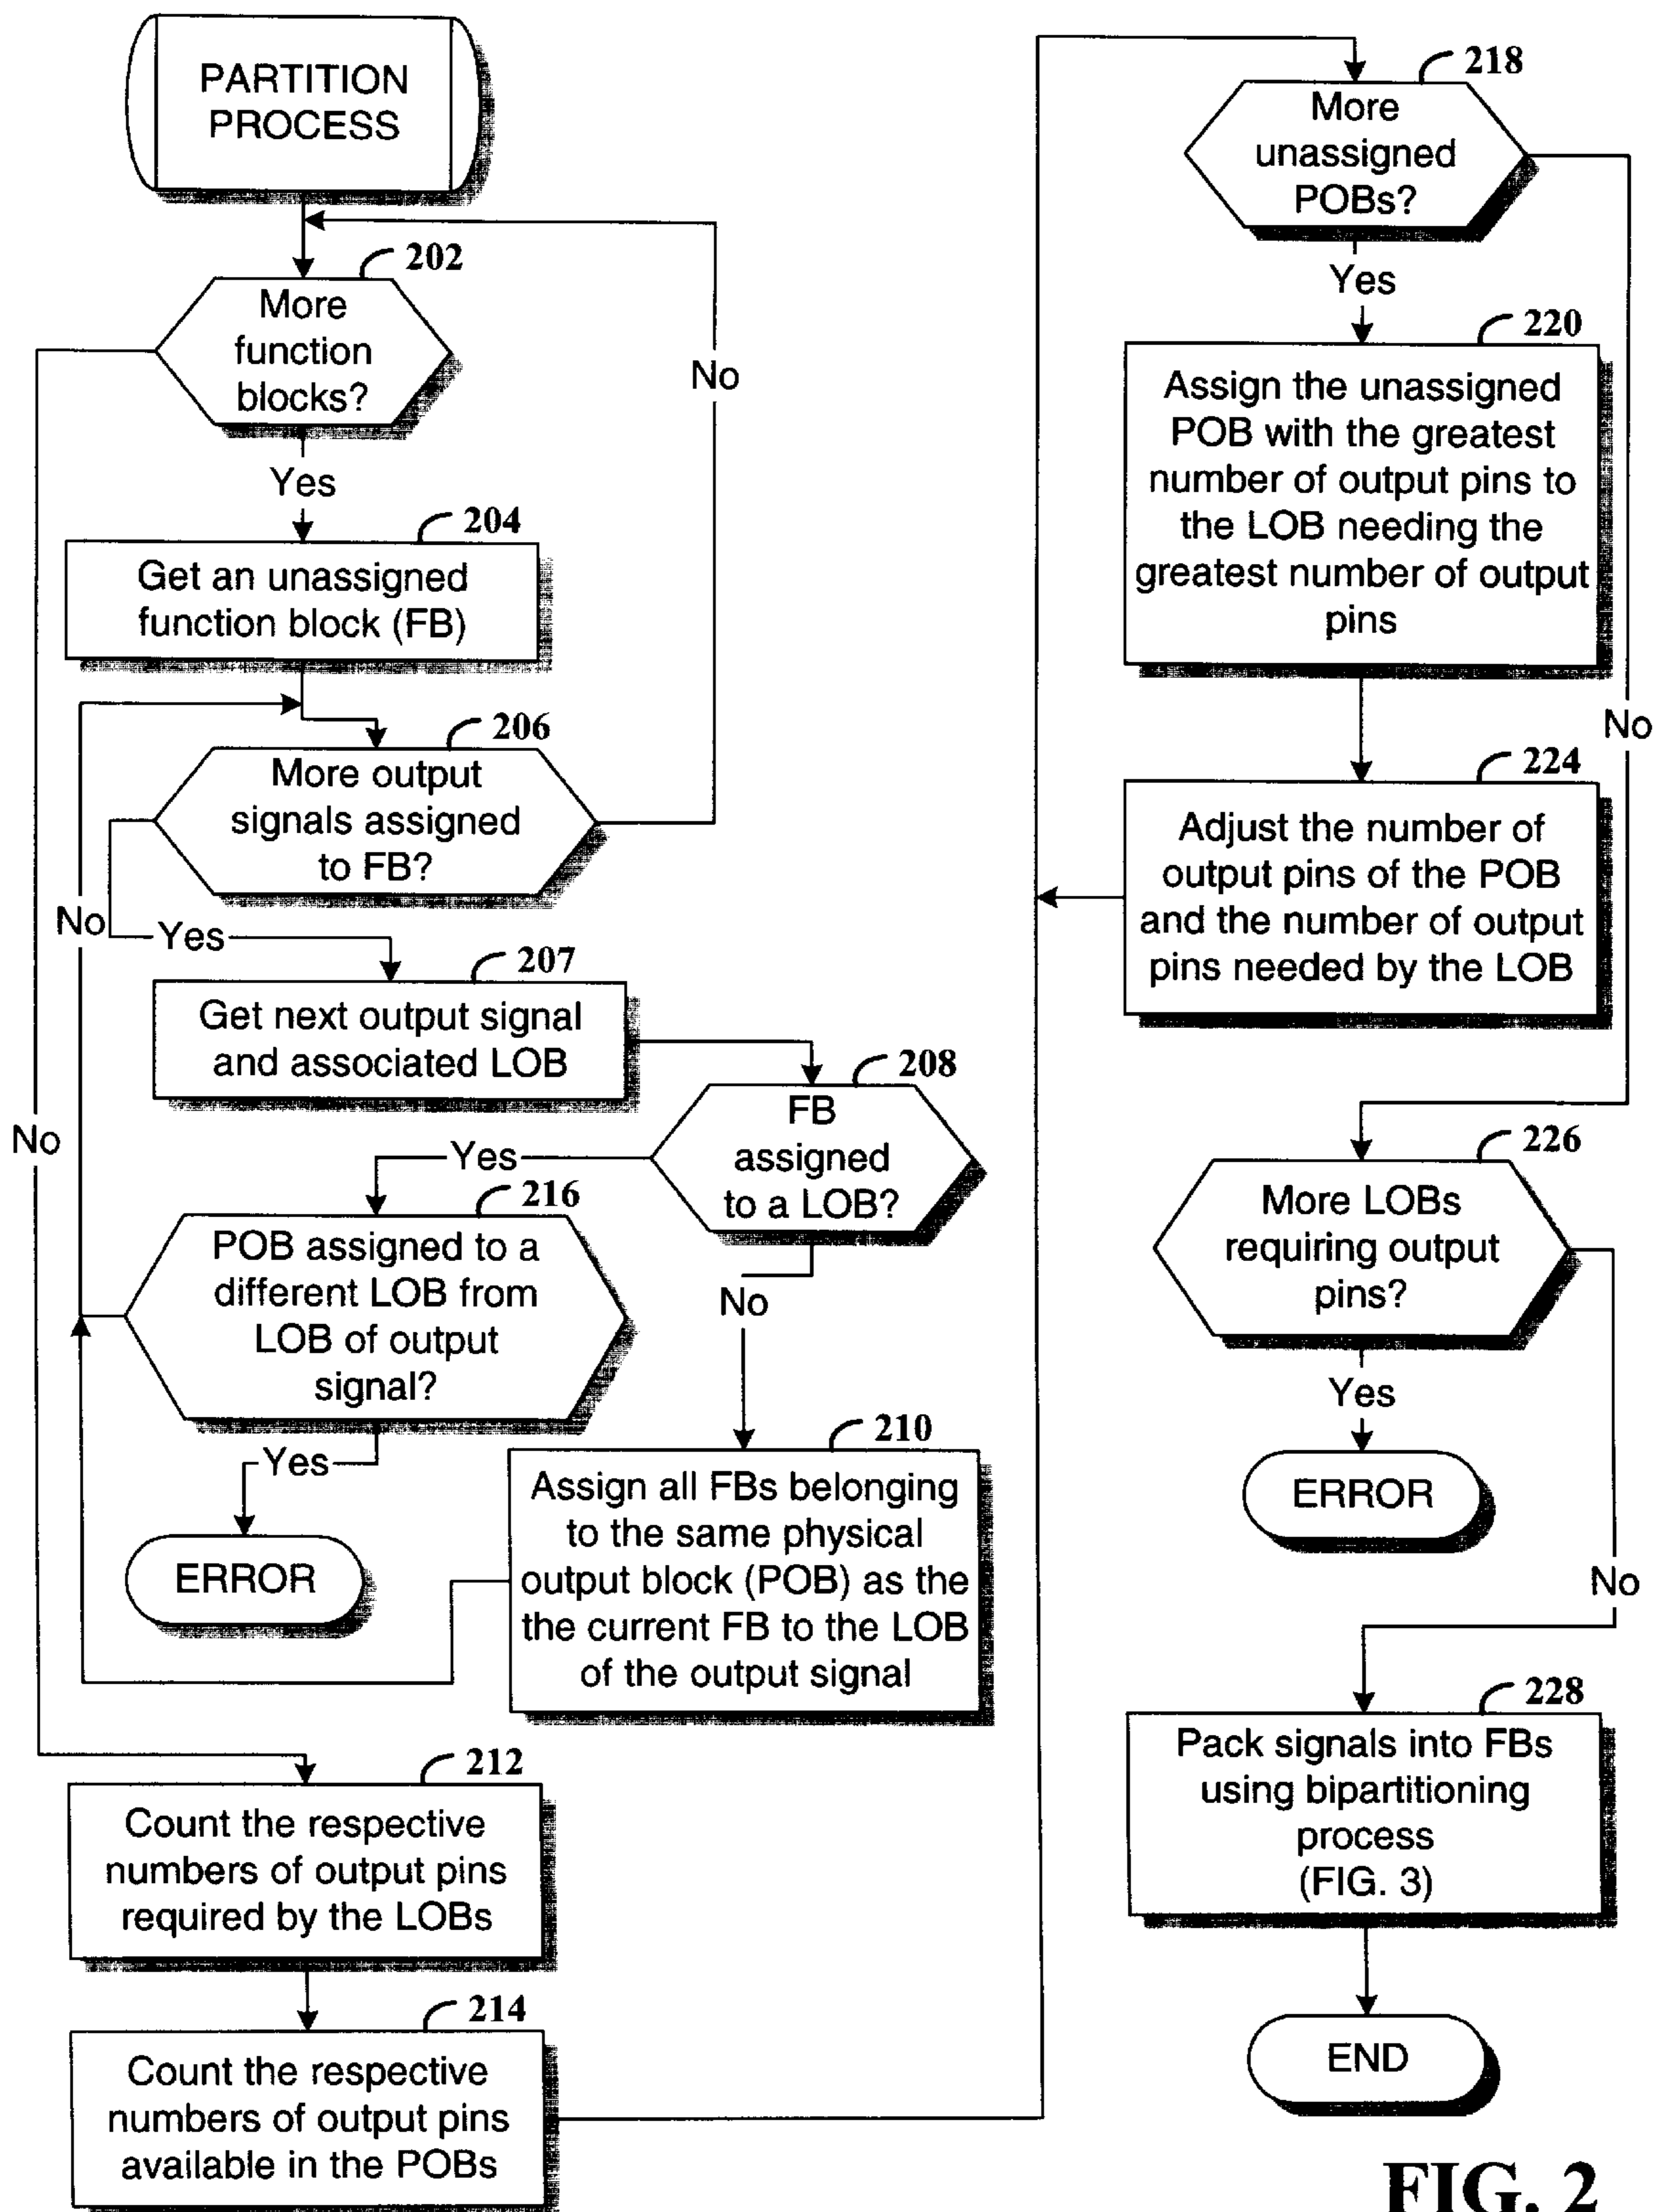 PARTITION
PROCESS
202
More
function
blocks?
No
Yes
204
Get an unassigned
function block (FB)
206
More output
signals assigned
to FB?
No
Yes
207
Get next output signal
and associated LOB
208
FB
assigned
to a LOB?
No
Yes
216
POB assigned to a
different LOB from
LOB of output
signal?
No
Yes
ERROR
210
Assign all FBs belonging
to the same physical
output block (POB) as the
the current FB to the LOB
of the output signal
No
212
Count the respective
numbers of output pins
required by the LOBs
214
Count the respective
numbers of output pins
available in the POBs
218
More
unassigned
POBs?
Yes
220
Assign the unassigned
POB with the greatest
number of output pins to
the LOB needing the
greatest number of output
pins
No
224
Adjust the number of
output pins of the POB
and the number of output
pins needed by the LOB
226
More LOBs
requiring output
pins?
Yes
ERROR
No
228
Pack signals into FBs
using bipartitioning
process
(FIG. 3)
END
FIG. 2